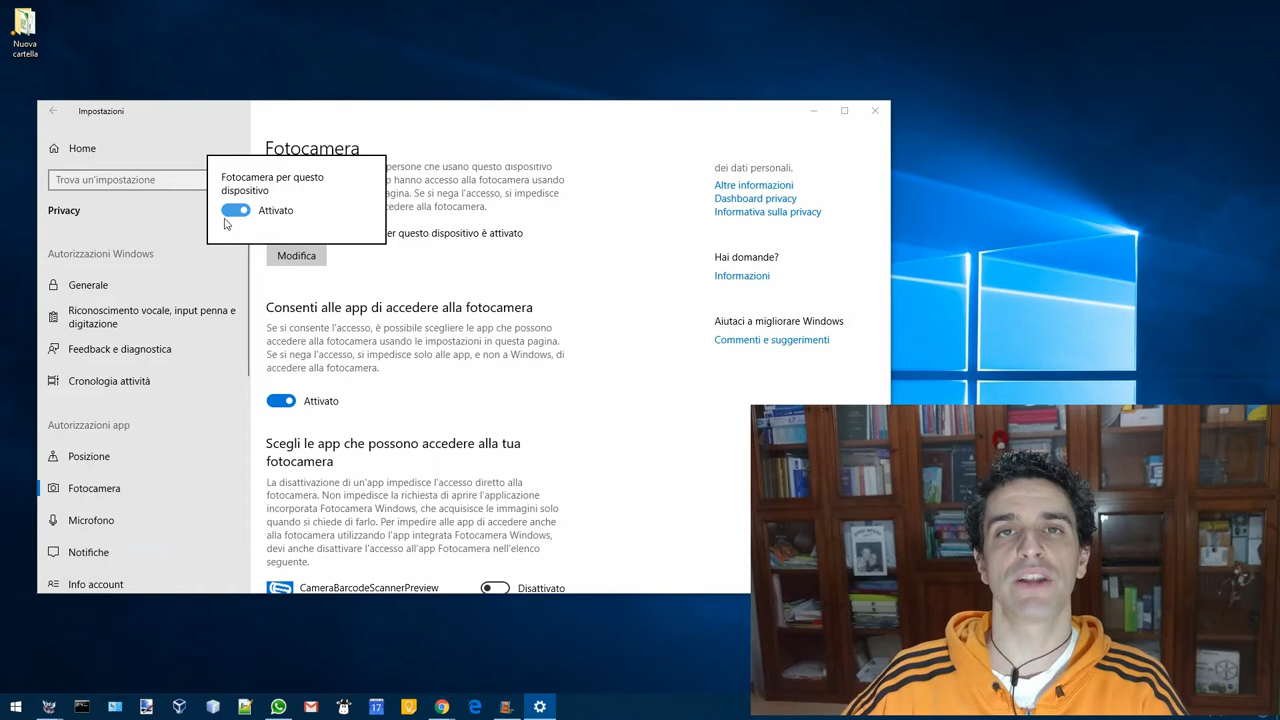 Nuova
cartella
Impostazioni
Home
Trova un'impostazione
Privacy
Autorizzazioni Windows
Generale
Riconoscimento vocale, input penna e
digitazione
Feedback e diagnostica
Cronologia attività
Autorizzazioni app
Posizione
Fotocamera
Microfono
Notifiche
Info account
Fotocamera
Fotocamera per questo
dispositivo
Attivato
persone che usano questo dispositivo
o hanno accesso alla fotocamera
agina. Se si nega l'accesso, si impedisce
cedere alla fotocamera.
per questo dispositivo è attivato
Modifica
Consenti alle app di accedere alla fotocamera
Se si consente l'accesso, è possibile scegliere le app che possono
accedere alla fotocamera usando le impostazioni in questa pagina.
Se si nega l'accesso, si impedisce solo alle app, e non a Windows, di
accedere alla fotocamera.
Attivato
Scegli le app che possono accedere alla tua
fotocamera
La disattivazione di un'app impedisce l'accesso diretto alla
fotocamera. Non impedisce la richiesta di aprire l'applicazione
incorporata Fotocamera Windows, che acquisisce le immagini solo
quando si chiede di farlo. Per impedire alle app di accedere anche
alla fotocamera utilizzando l'app integrata Fotocamera Windows,
devi anche disattivare l'accesso all'app Fotocamera nell'elenco
seguente.
CameraBarcodeScannerPreview
Disattivato
dei dati personali.
Altre informazioni
Dashboard privacy
Informativa sulla privacy
Hai domande?
Informazioni
Aiutaci a migliorare Windows
Commenti e suggerimenti